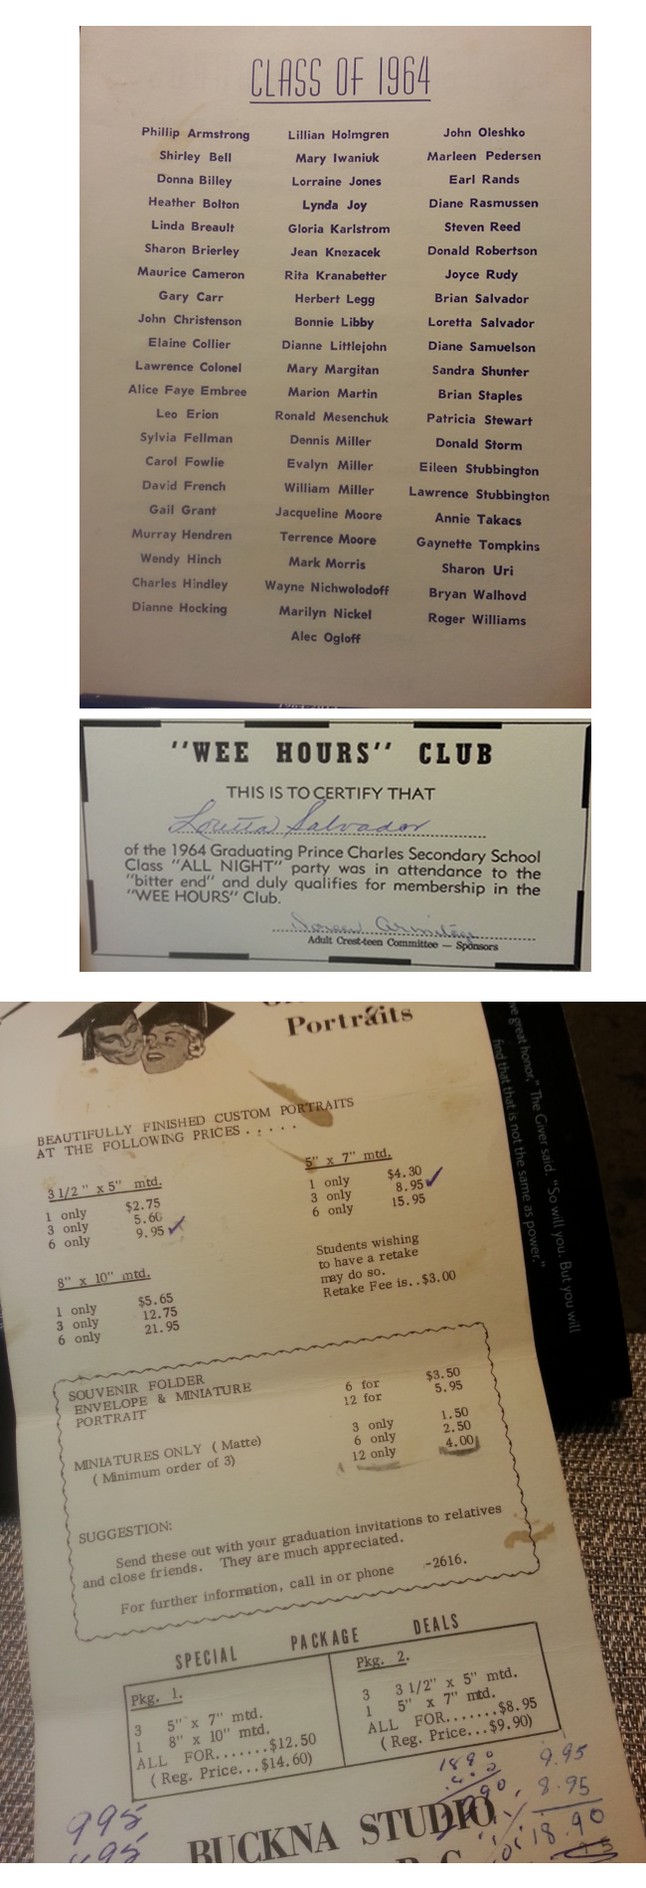 CLASS OF 1964
Phillip Armstrong
Shirley Bell
Donna Billey
Heather Bolton
Linda Breault
Sharon Brierley
Maurice Cameron
Gary Carr
John Christenson
Elaine Collier
Lawrence Colonel
Alice Faye Embree
Leo Erion
Sylvia Fellman
Carol Fowlie
David French
Gail Grant
Murray Hendren
Wendy Hinch
Charles Hindley
Dianne Hocking
Lillian Holmgren
Mary Iwaniuk
Lorraine Jones
Lynda Joy
Gloria Karlstrom
Jean Knezacek
Rita Kranabetter
Herbert Legg
Bonnie Libby
Dianne Littlejohn
Mary Margitan
Marion Martin
Ronald Mesenchuk
Dennis Miller
Evalyn Miller
William Miller
Jacqueline Moore
Terrence Moore
Mark Morris
Wayne Nichwolodoff
Marilyn Nickel
Alec Ogloff
John Oleshko
Marleen Pedersen
Earl Rands
Diane Rasmussen
Steven Reed
Donald Robertson
Joyce Rudy
Brian Salvador
Loretta Salvador
Diane Samuelson
Sandra Shunter
Brian Staples
Patricia Stewart
Donald Storm
Eileen Stubbington
Lawrence Stubbington
Annie Takacs
Gaynette Tompkins
Sharon Uri
Bryan Walhovd
Roger Williams
"WEE HOURS" CLUB
THIS IS TO CERTIFY THAT
Loretta Salvador
of the 1964 Graduating Prince Charles Secondary School
Class "ALL NIGHT" party was in attendance to the
"bitter end" and duly qualifies for membership in the
"WEE HOURS" Club.
Armitage
Adult Crest-teen Committee — Sponsors
Portraits
BEAUTIFULLY FINISHED CUSTOM PORTRAITS
AT THE FOLLOWING PRICES . . . . .
3 1/2 " x 5" mtd.
1 only $2.75
3 only 5.60
6 only 9.95
5" x 7" mtd.
1 only $4.30
3 only 8.95
6 only 15.95
8" x 10" mtd.
1 only $5.65
3 only 12.75
6 only 21.95
Students wishing
to have a retake
may do so.
Retake Fee is..$3.00
SOUVENIR FOLDER
ENVELOPE & MINIATURE
PORTRAIT
6 for $3.50
12 for 5.95
MINIATURES ONLY ( Matte)
( Minimum order of 3)
3 only 1.50
6 only 2.50
12 only 4.00
SUGGESTION:
Send these out with your graduation invitations to relatives
and close friends. They are much appreciated.
For further information, call in or phone -2616.
SPECIAL PACKAGE DEALS
Pkg. 1.
3 5" x 7" mtd.
1 8" x 10" mtd.
ALL FOR.......$12.50
( Reg. Price...$14.60)
Pkg. 2.
3 3 1/2" x 5" mtd.
1 5" x 7" mtd.
ALL FOR.......$8.95
( Reg. Price...$9.90)
9.95
8.95
18.90
995
BUCKNA STUDIO
ve great honor," The Giver said. "So will you. But you will
find that that is not the same as power."